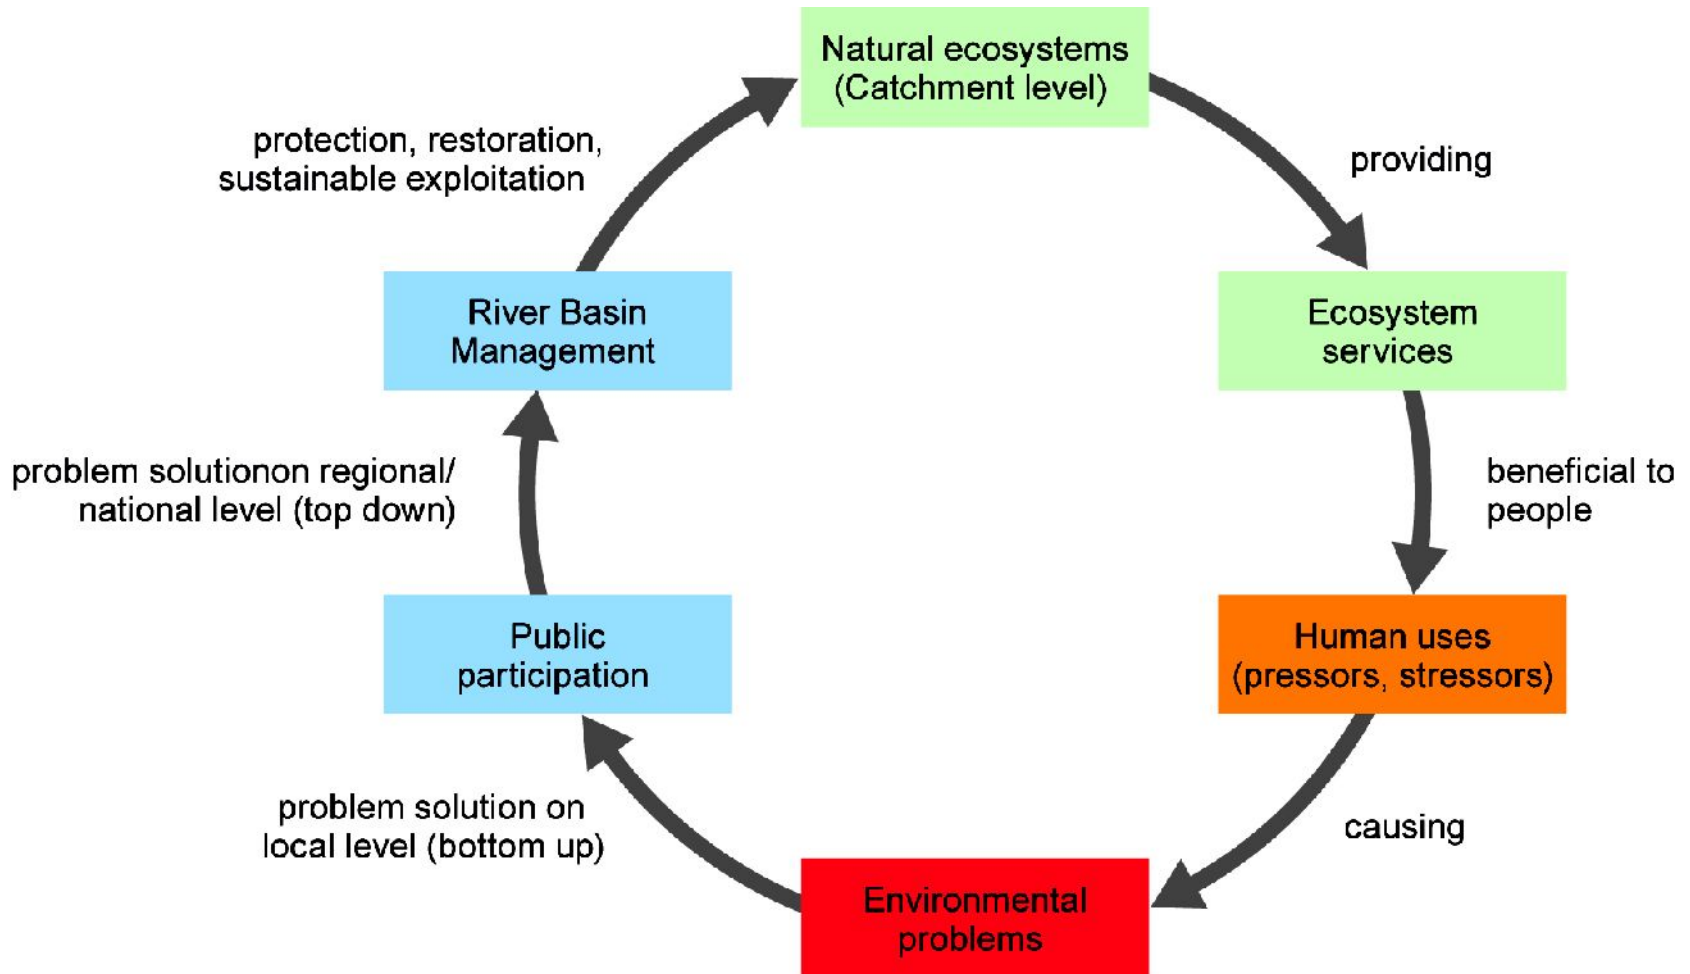 Natural ecosystems
(Catchment level)
providing
Ecosystem
services
beneficial to
people
Human uses
(pressors, stressors)
causing
Environmental
problems
problem solution on
local level (bottom up)
Public
participation
problem solutionon regional/
national level (top down)
River Basin
Management
protection, restoration,
sustainable exploitation